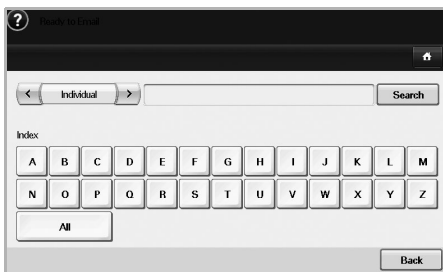 ? Ready to Email
< Individual > Search
Index
A B C D E F G H I J K L M
N O P Q R S T U V W X Y Z
All
Back